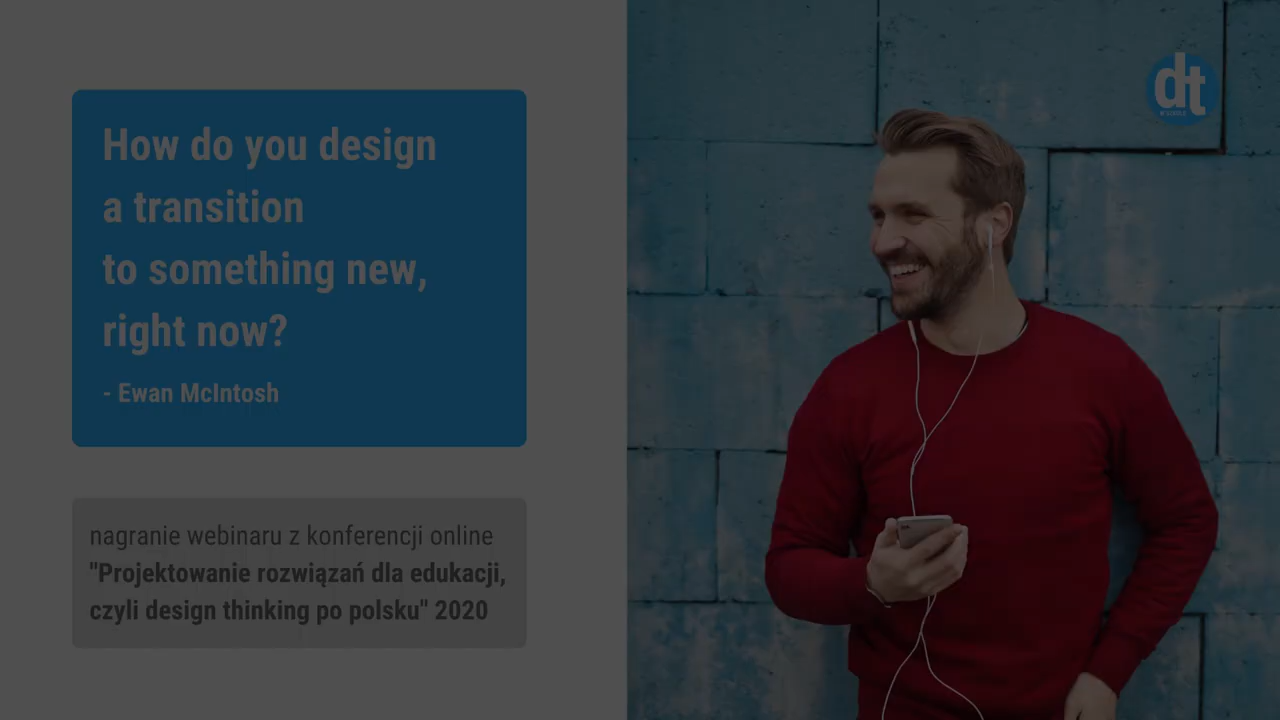 How do you design
a transition
to something new,
right now?
- Ewan McIntosh
nagranie webinaru z konferencji online
"Projektowanie rozwiązań dla edukacji,
czyli design thinking po polsku" 2020
dt
W SZKOLE